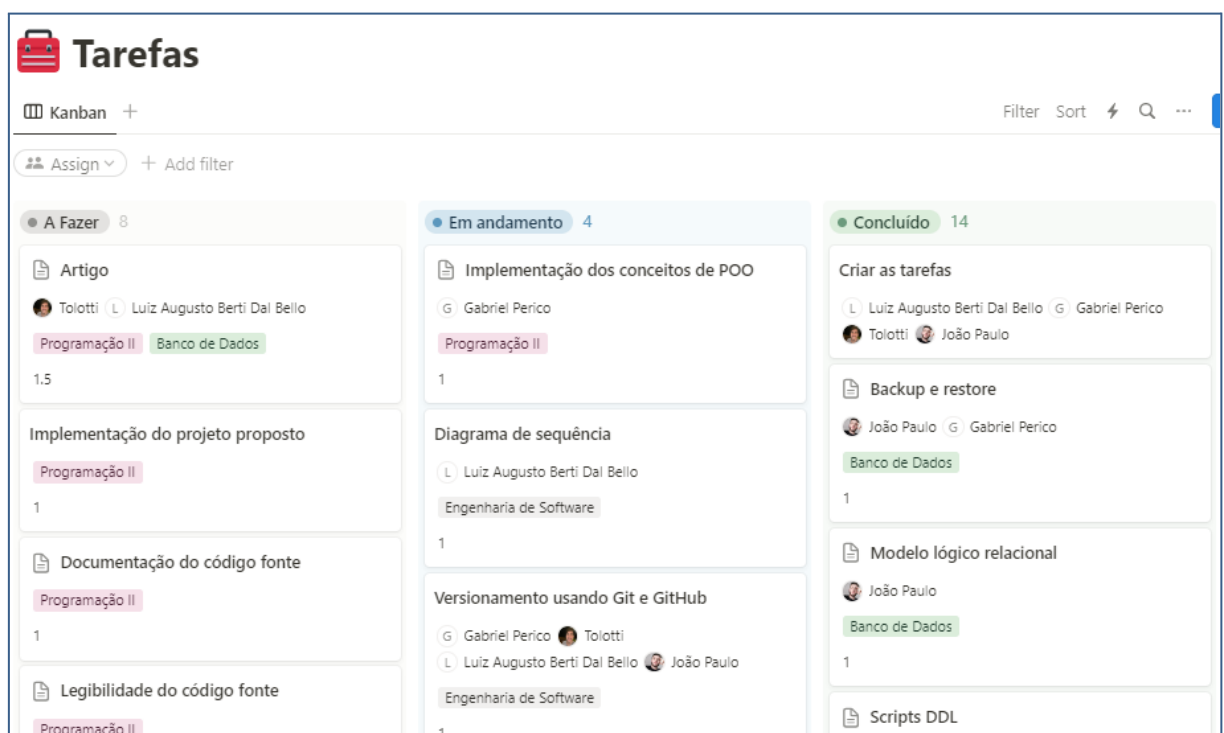 Tarefas
Kanban
Filter Sort
Assign
Add filter
A Fazer 8
Artigo
Tolotti L Luiz Augusto Berti Dal Bello
Programação II Banco de Dados
1.5
Implementação do projeto proposto
Programação II
1
Documentação do código fonte
Programação II
1
Legibilidade do código fonte
Programação II
Em andamento 4
Implementação dos conceitos de POO
G Gabriel Perico
Programação II
1
Diagrama de sequência
L Luiz Augusto Berti Dal Bello
Engenharia de Software
1
Versionamento usando Git e GitHub
G Gabriel Perico Tolotti
L Luiz Augusto Berti Dal Bello João Paulo
Engenharia de Software
1
Concluído 14
Criar as tarefas
L Luiz Augusto Berti Dal Bello G Gabriel Perico
Tolotti João Paulo
Backup e restore
João Paulo G Gabriel Perico
Banco de Dados
1
Modelo lógico relacional
João Paulo
Banco de Dados
1
Scripts DDL